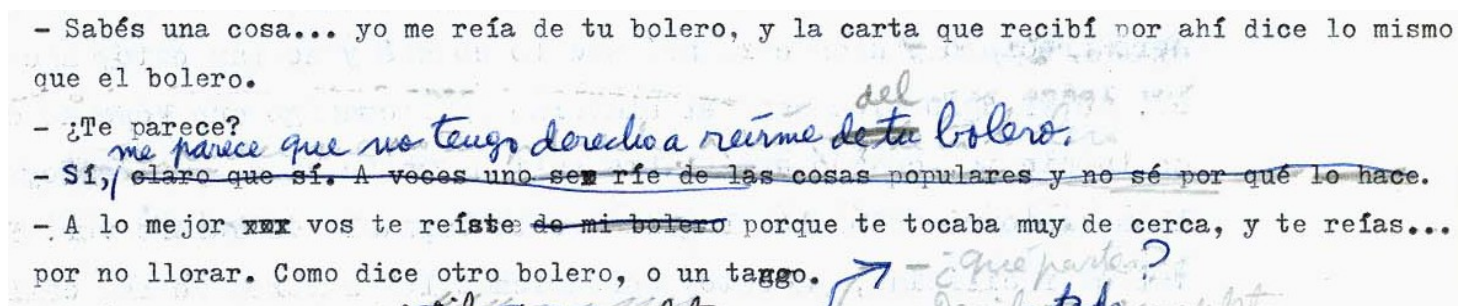 - Sabés una cosa... yo me reía de tu bolero, y la carta que recibí por ahí dice lo mismo
que el bolero.
del
- ¿Te parece?
me parece que no tengo derecho a reírme de tu bolero.
- Sí, claro que sí. A veces uno se ríe de las cosas populares y no sé por qué lo hace.
- A lo mejor xxx vos te reíste de mi bolero porque te tocaba muy de cerca, y te reías...
por no llorar. Como dice otro bolero, o un tango.
- ¿Qué parte?